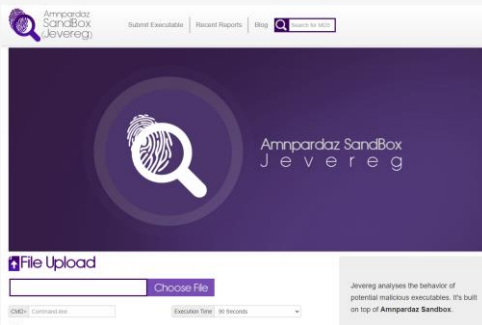 Amnpardaz
SandBox
(Jevereg)
Submit Executable
Recent Reports
Blog
Search for MD5
Amnpardaz SandBox
Jevereg
File Upload
Choose File
CMD>
Command-line
Execution Time
90 Seconds
Jevereg analyses the behavior of
potential malicious executables. It's built
on top of Amnpardaz Sandbox.